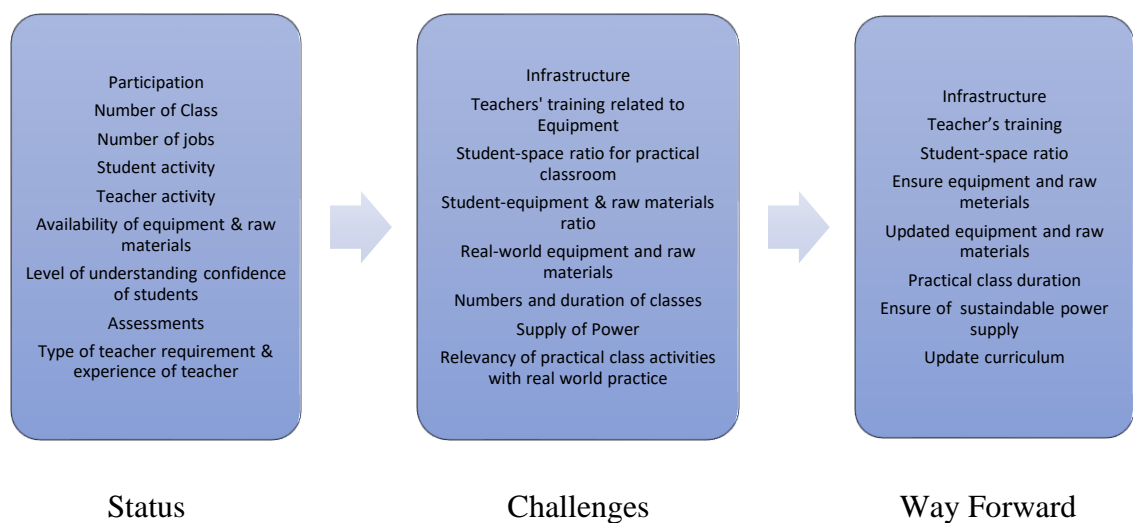 Participation
Number of Class
Number of jobs
Student activity
Teacher activity
Availability of equipment & raw
materials
Level of understanding confidence
of students
Assessments
Type of teacher requirement &
experience of teacher
Infrastructure
Teachers' training related to
Equipment
Student-space ratio for practical
classroom
Student-equipment & raw materials
ratio
Real-world equipment and raw
materials
Numbers and duration of classes
Supply of Power
Relevancy of practical class activities
with real world practice
Infrastructure
Teacher’s training
Student-space ratio
Ensure equipment and raw
meterials
Updated equipment and raw
materials
Practical class duration
Ensure of sustaindable power
supply
Update curriculum
Status
Challenges
Way Forward